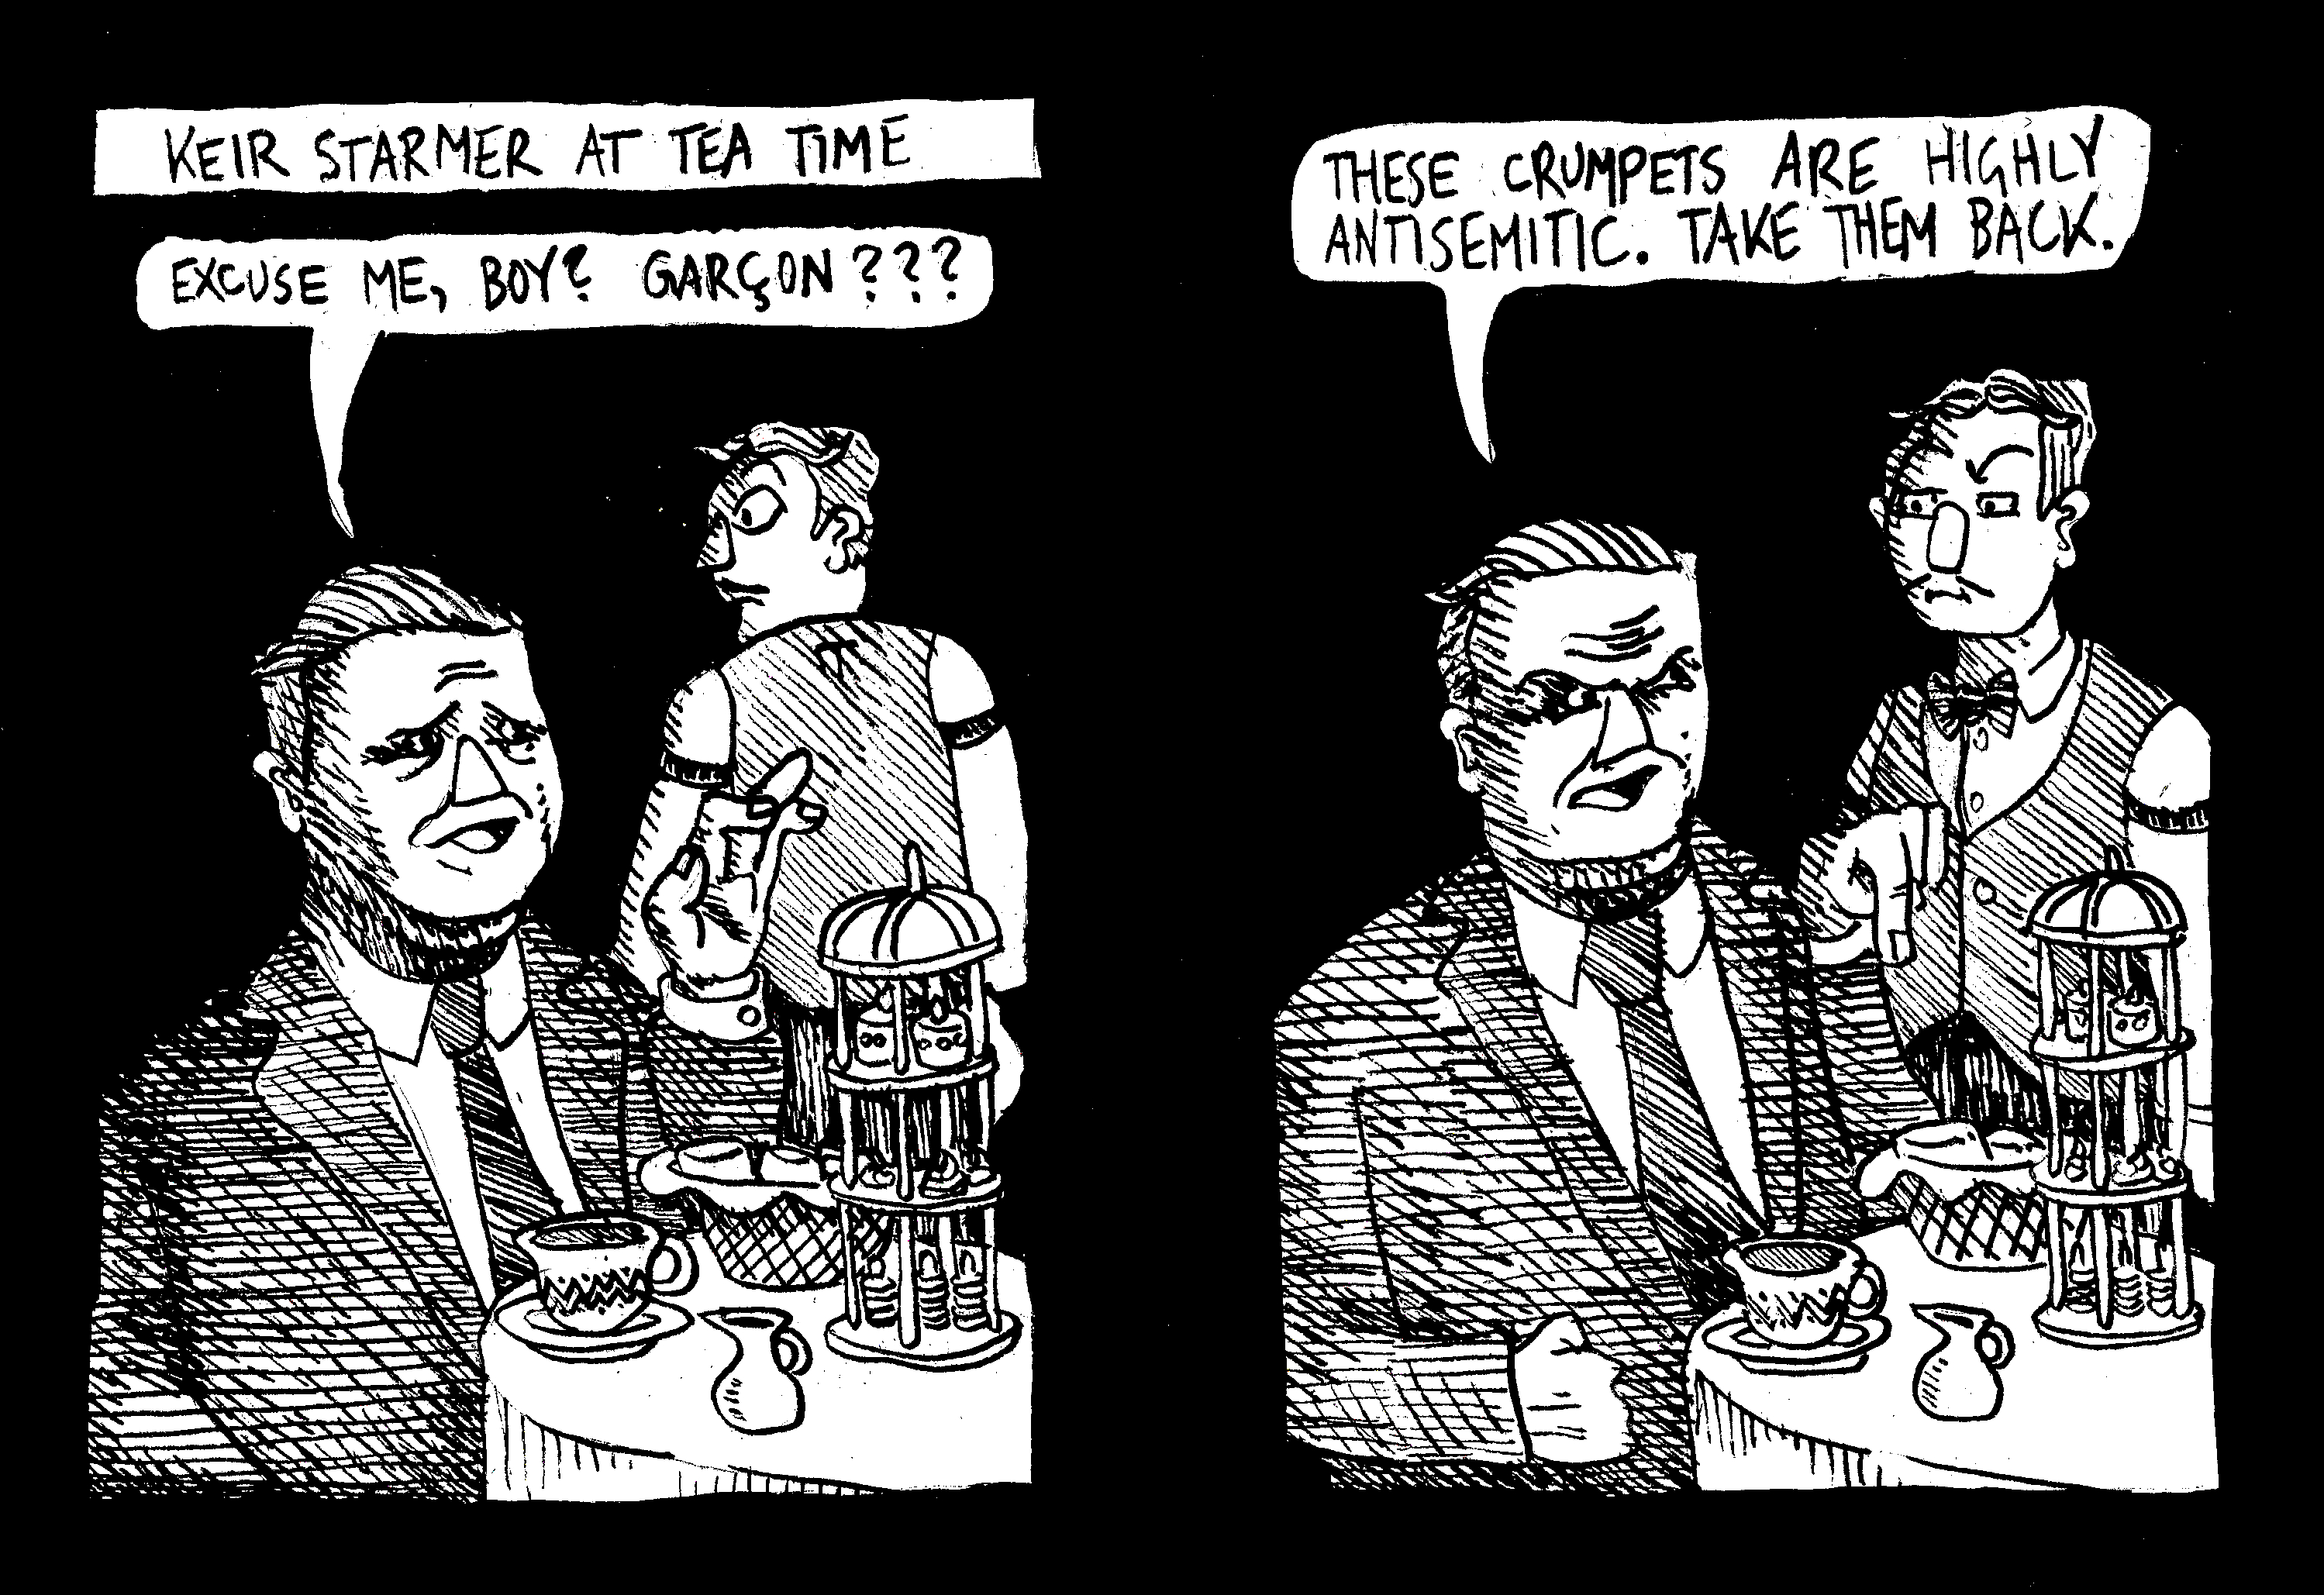 KEIR STARMER AT TEA TIME
EXCUSE ME, BOY? GARÇON???
THESE CRUMPETS ARE HIGHLY
ANTISEMITIC. TAKE THEM BACK.